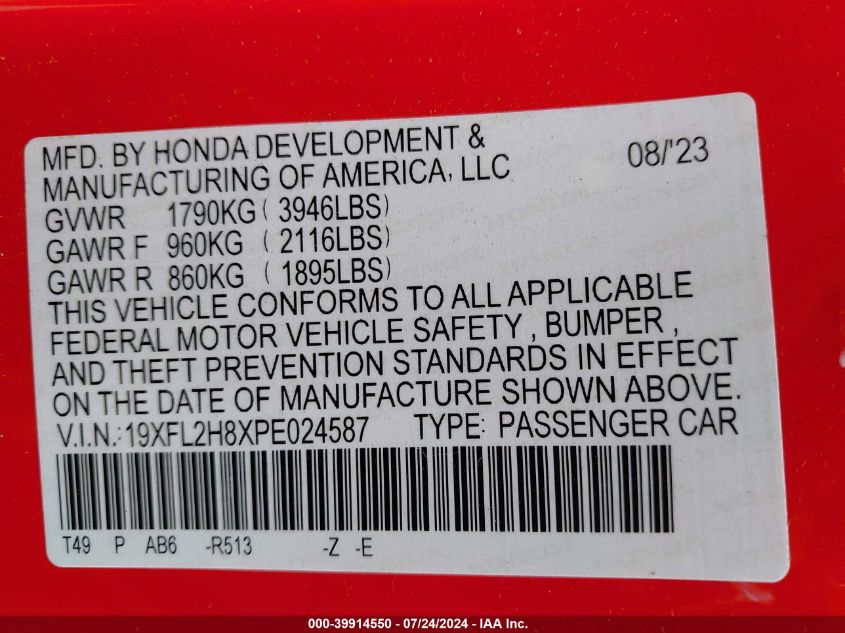 MFD. BY HONDA DEVELOPMENT & 08/'23
MANUFACTURING OF AMERICA, LLC
GVWR 1790KG ( 3946LBS)
GAWR F 960KG ( 2116LBS)
GAWR R 860KG ( 1895LBS)
THIS VEHICLE CONFORMS TO ALL APPLICABLE
FEDERAL MOTOR VEHICLE SAFETY , BUMPER ,
AND THEFT PREVENTION STANDARDS IN EFFECT
ON THE DATE OF MANUFACTURE SHOWN ABOVE.
V.I.N.:19XFL2H8XPE024587 TYPE: PASSENGER CAR
T49 P AB6 -R513 -Z -E
000-39914550 - 07/24/2024 - IAA Inc.